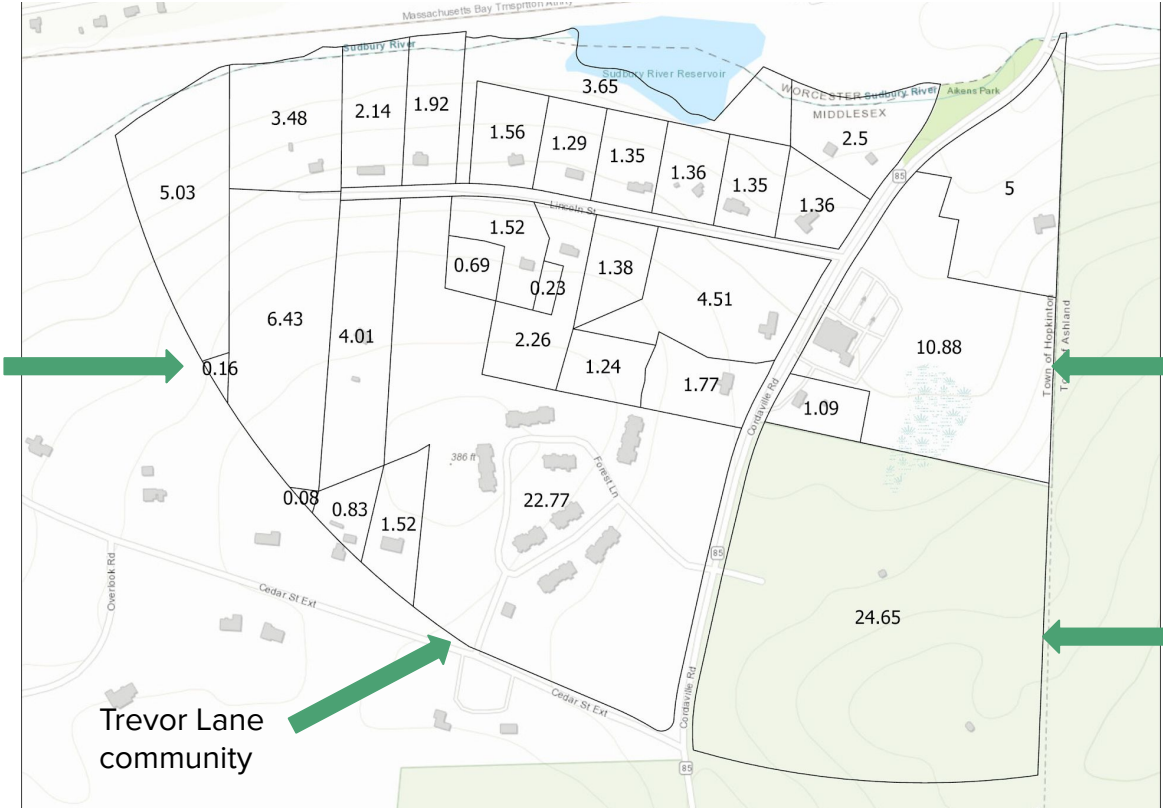 Massachusetts Bay Trnsprttn Athrty
Sudbury River
Sudbury River Reservoir
3.65
WORCESTER
Sudbury River
Aikens Park
MIDDLESEX
3.48
2.14
1.92
1.56
1.29
1.35
1.36
1.35
1.36
2.5
85
5
5.03
Lincoln St
1.52
0.69
0.23
1.38
4.51
6.43
4.01
2.26
1.24
1.77
10.88
1.09
0.16
Town of Hopkinton
Town of Ashland
Cordaville Rd
386 ft
Forest Ln
22.77
0.08
0.83
1.52
85
24.65
Overlook Rd
Cedar St Ext
Cordaville Rd
Cedar St Ext
Trevor Lane
community
85